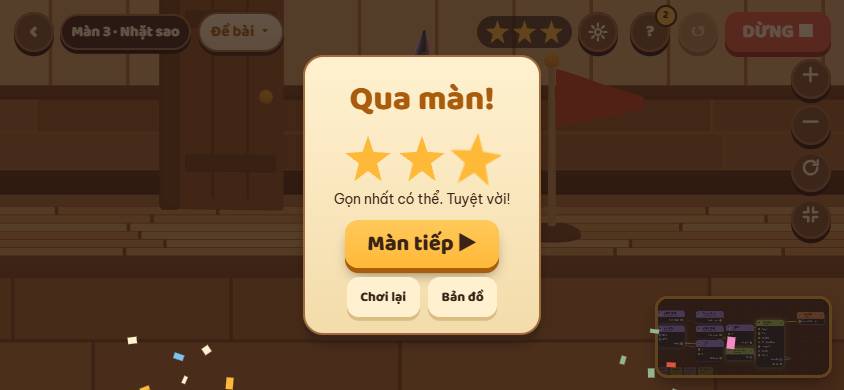 Màn 3 • Nhặt sao
Đề bài
2
?
DỪNG
Qua màn!
Gọn nhất có thể. Tuyệt vời!
Màn tiếp
Chơi lại
Bản đồ